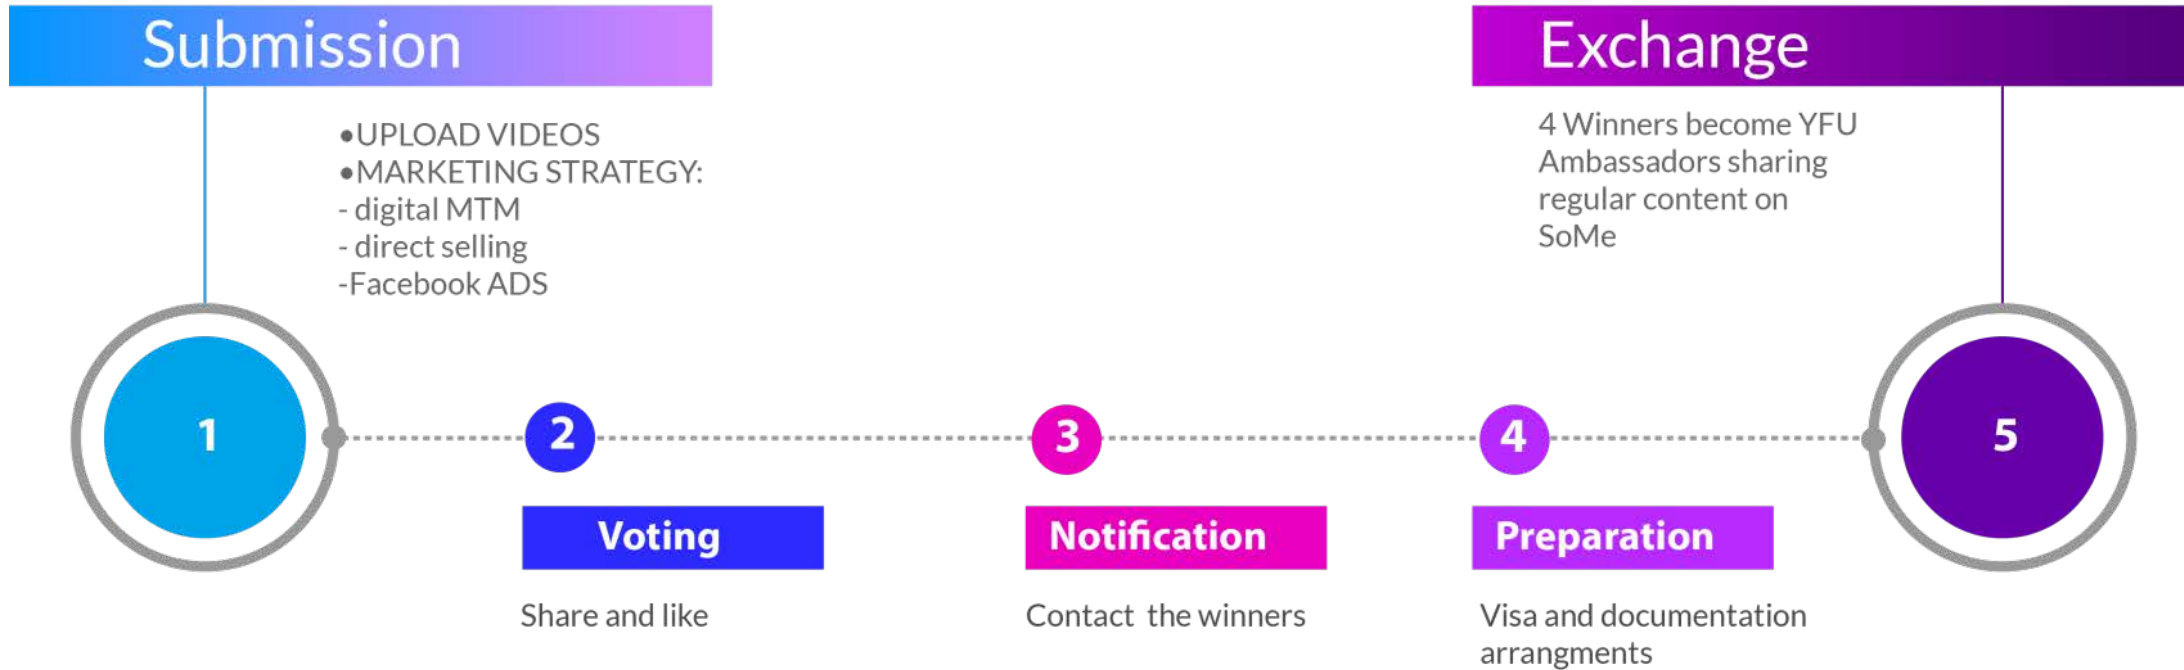 Submission
•UPLOAD VIDEOS
•MARKETING STRATEGY:
- digital MTM
- direct selling
-Facebook ADS
Exchange
4 Winners become YFU
Ambassadors sharing
regular content on
SoMe
1
2
3
4
5
Voting
Share and like
Notification
Contact the winners
Preparation
Visa and documentation
arrangments